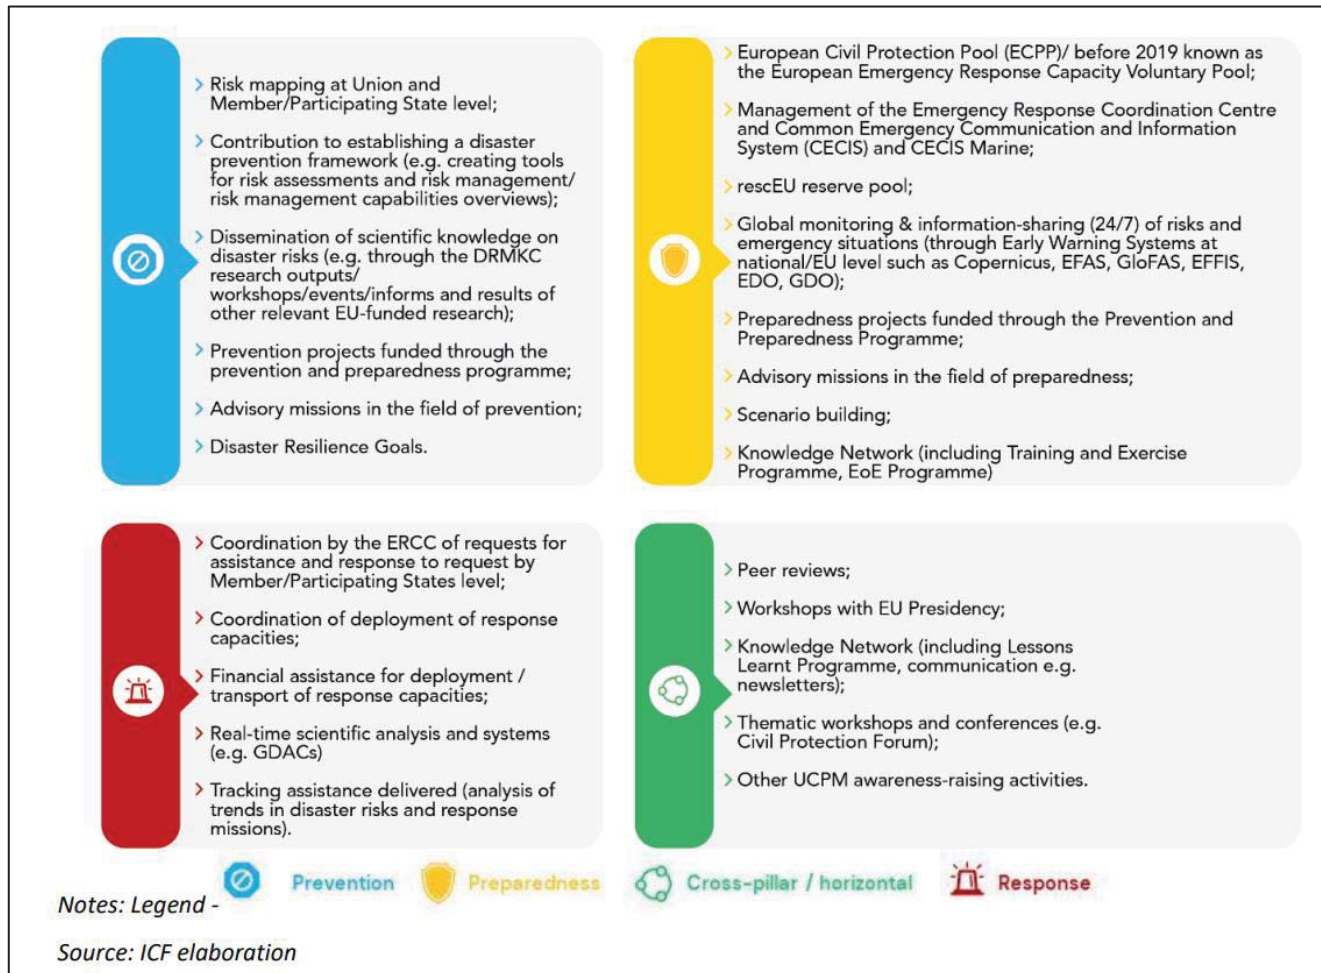 > Risk mapping at Union and
Member/Participating State level;
> Contribution to establishing a disaster
prevention framework (e.g. creating tools
for risk assessments and risk management/
risk management capabilities overviews);
> Dissemination of scientific knowledge on
disaster risks (e.g. through the DRMKC
research outputs/
workshops/events/informs and results of
other relevant EU-funded research);
> Prevention projects funded through the
prevention and preparedness programme;
> Advisory missions in the field of prevention;
> Disaster Resilience Goals.
> European Civil Protection Pool (ECPP)/ before 2019 known as
the European Emergency Response Capacity Voluntary Pool;
> Management of the Emergency Response Coordination Centre
and Common Emergency Communication and Information
System (CECIS) and CECIS Marine;
> rescEU reserve pool;
> Global monitoring & information-sharing (24/7) of risks and
emergency situations (through Early Warning Systems at
national/EU level such as Copernicus, EFAS, GloFAS, EFFIS,
EDO, GDO);
> Preparedness projects funded through the Prevention and
Preparedness Programme;
> Advisory missions in the field of preparedness;
> Scenario building;
> Knowledge Network (including Training and Exercise
Programme, EoE Programme)
> Coordination by the ERCC of requests for
assistance and response to request by
Member/Participating States level;
> Coordination of deployment of response
capacities;
> Financial assistance for deployment /
transport of response capacities;
> Real-time scientific analysis and systems
(e.g. GDACs)
> Tracking assistance delivered (analysis of
trends in disaster risks and response
missions).
> Peer reviews;
> Workshops with EU Presidency;
> Knowledge Network (including Lessons
Learnt Programme, communication e.g.
newsletters);
> Thematic workshops and conferences (e.g.
Civil Protection Forum);
> Other UCPM awareness-raising activities.
Notes: Legend - Prevention Preparedness Cross-pillar / horizontal Response
Source: ICF elaboration